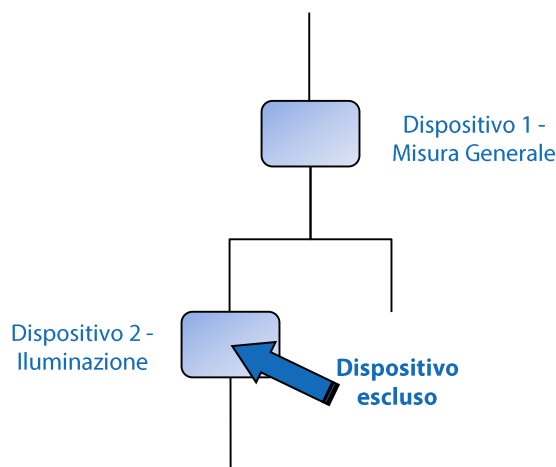 Dispositivo 1 -
Misura Generale
Dispositivo 2 -
Iluminazione
Dispositivo
escluso